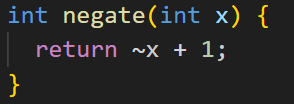 int negate(int x) {
  return ~x + 1;
}